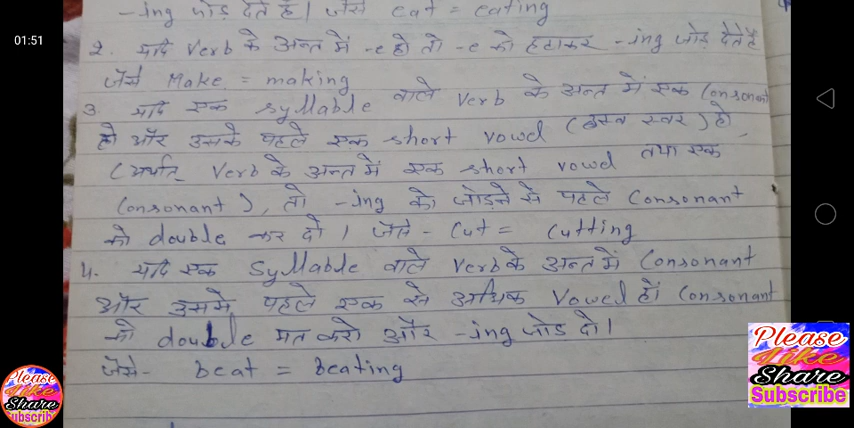 -ing जोड़ देते हैं। जैसे eat = eating
01:51
2. यदि Verb के अन्त में -e हो तो -e को हटाकर -ing जोड़ देते हैं
जैसे Make = making
3. यदि एक syllable वाले Verb के अन्त में एक Consonant
हो और उसके पहले एक short vowel (ह्रस्व स्वर) हो,
(अर्थात- Verb के अन्त में एक short vowel तथा एक
Consonant), तो -ing को जोड़ने से पहले Consonant
को double कर दो। जैसे - Cut = Cutting
4. यदि एक Syllable वाले Verb के अन्त में Consonant
और उसमे पहले एक से अधिक Vowel हों Consonant
को double मत करो और -ing जोड़ दो।
जैसे- beat = beating
Please
Like
Share
Subscribe
Please
Like
Share
Subscribe